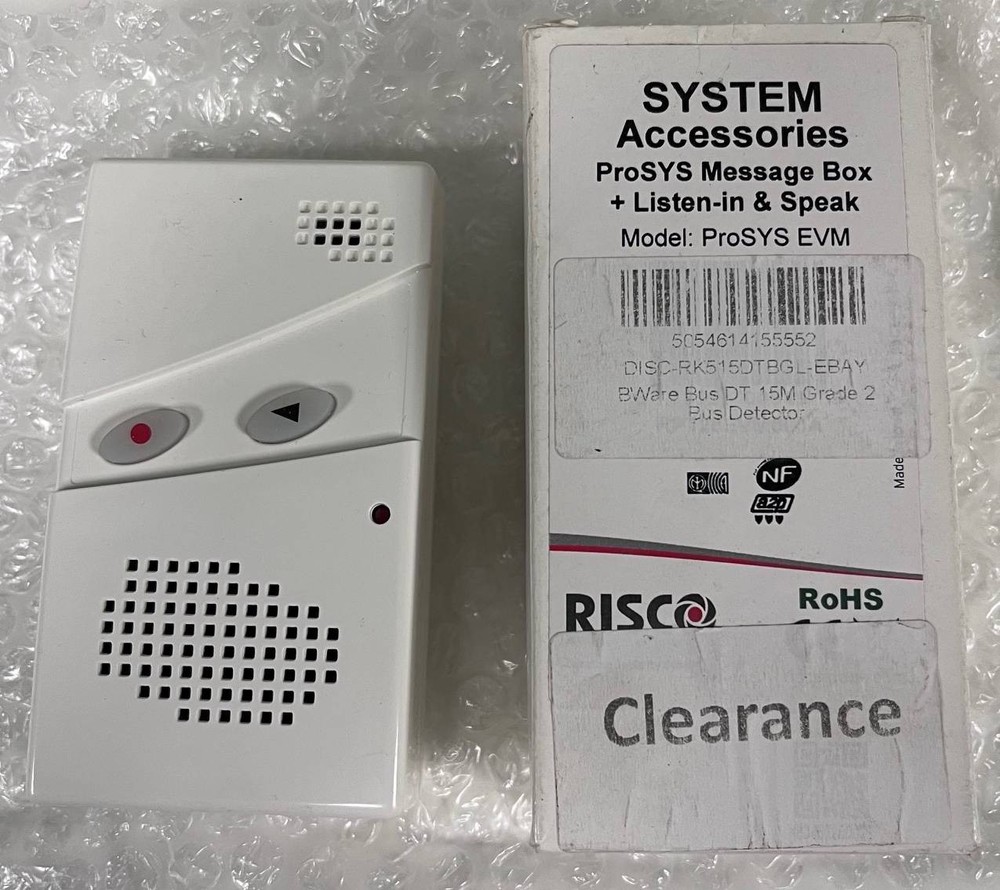 SYSTEM
Accessories
ProSYS Message Box
+ Listen-in & Speak
Model: ProSYS EVM
5054614155552
DISC-RK515DTBGL-EBAY
BWare Bus DT 15M Grade 2
Bus Detector
Made
NF
a2p
RISCO
RoHS
Clearance